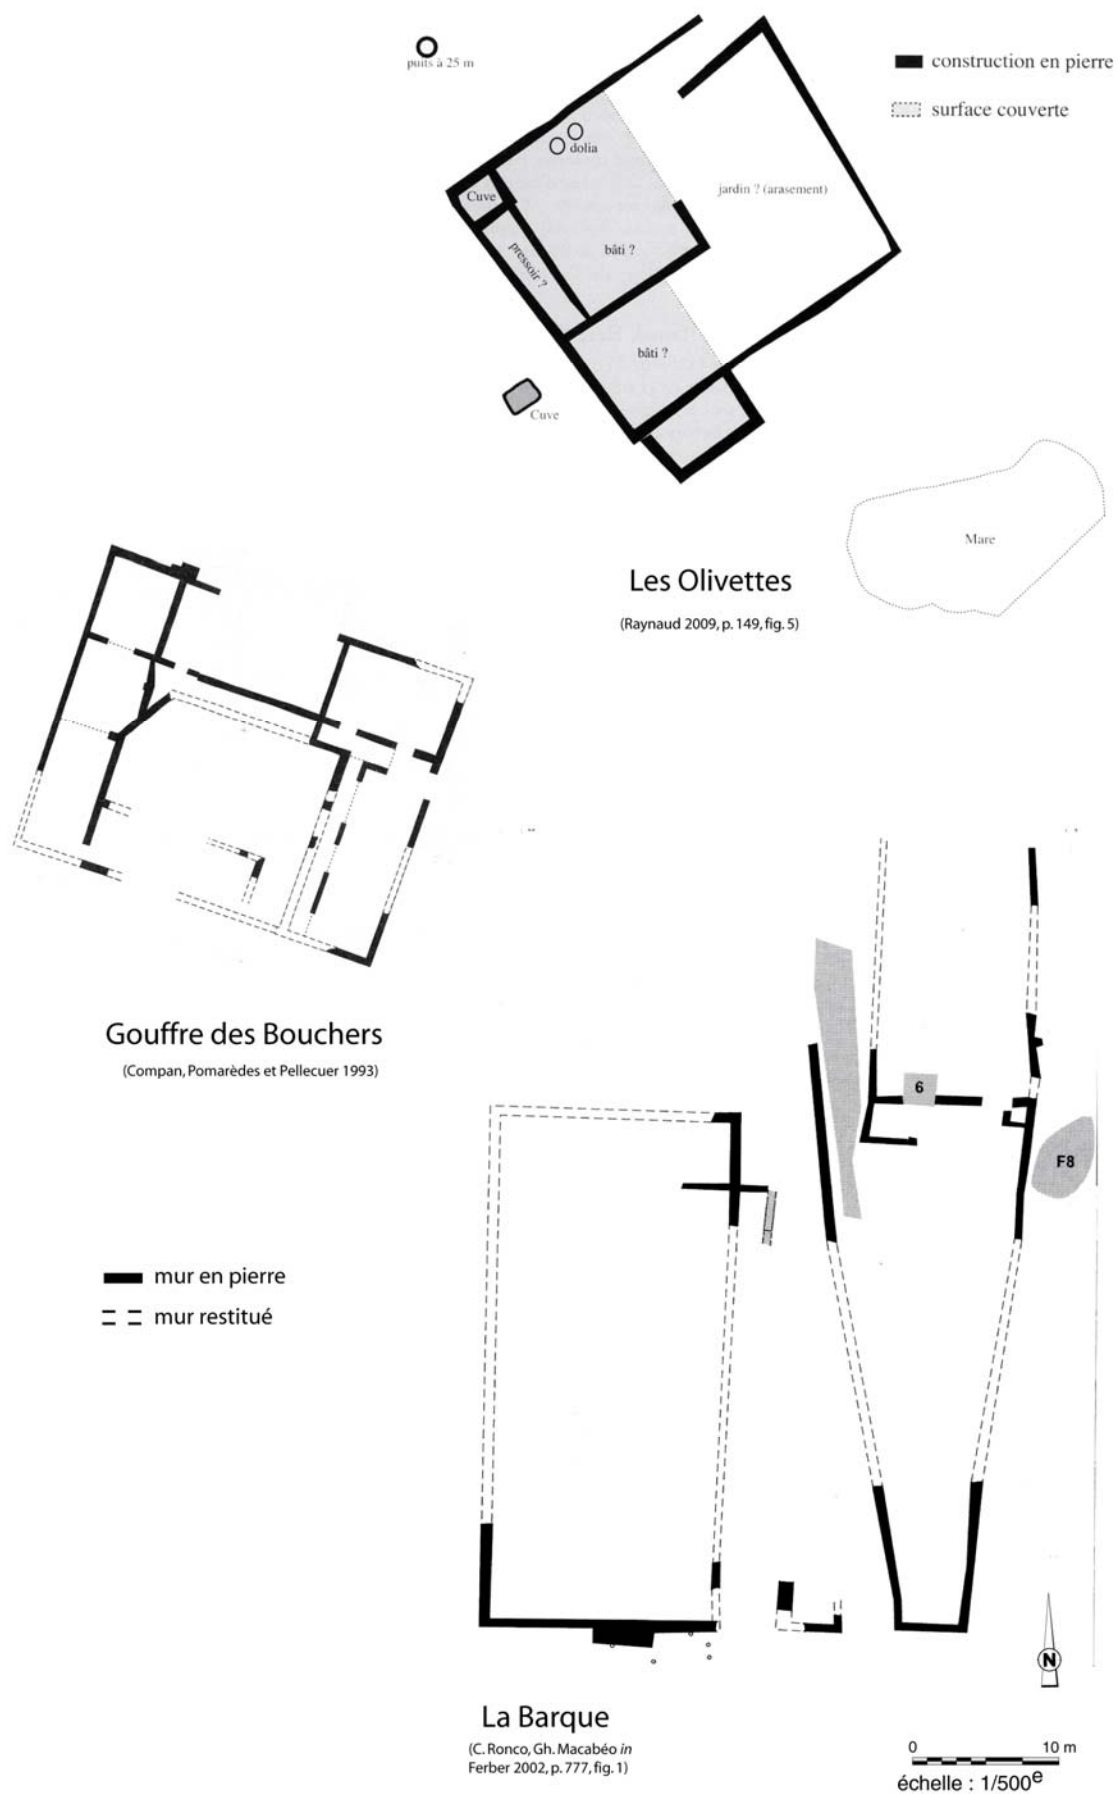 puits à 25 m
construction en pierre
surface couverte
dolia
Cuve
jardin ? (arasement)
pressoir ?
bâti ?
bâti ?
Cuve
Mare
Les Olivettes
(Raynaud 2009, p. 149, fig. 5)
Gouffre des Bouchers
(Compan, Pomarèdes et Pellecuer 1993)
6
F8
mur en pierre
mur restitué
N
La Barque
(C. Ronco, Gh. Macabéo in
Ferber 2002, p. 777, fig. 1)
0 10 m
échelle : 1/500e